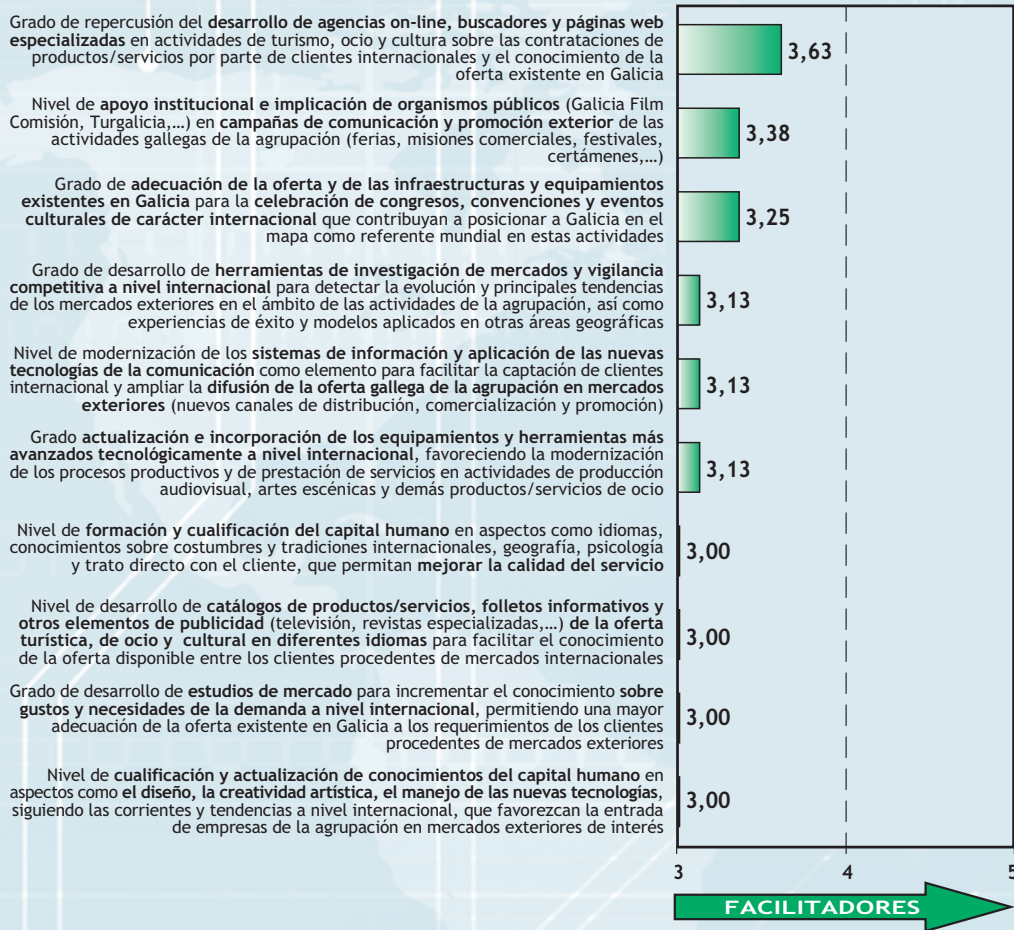 Grado de repercusión del desarrollo de agencias on-line, buscadores y páginas web
especializadas en actividades de turismo, ocio y cultura sobre las contrataciones de
productos/servicios por parte de clientes internacionales y el conocimiento de la
oferta existente en Galicia
3,63
Nivel de apoyo institucional e implicación de organismos públicos (Galicia Film
Comisión, Turgalicia,...) en campañas de comunicación y promoción exterior de las
actividades gallegas de la agrupación (ferias, misiones comerciales, festivales,
certámenes,...)
3,38
Grado de adecuación de la oferta y de las infraestructuras y equipamientos
existentes en Galicia para la celebración de congresos, convenciones y eventos
culturales de carácter internacional que contribuyan a posicionar a Galicia en el
mapa como referente mundial en estas actividades
3,25
Grado de desarrollo de herramientas de investigación de mercados y vigilancia
competitiva a nivel internacional para detectar la evolución y principales tendencias
de los mercados exteriores en el ámbito de las actividades de la agrupación, así como
experiencias de éxito y modelos aplicados en otras áreas geográficas
3,13
Nivel de modernización de los sistemas de información y aplicación de las nuevas
tecnologías de la comunicación como elemento para facilitar la captación de clientes
internacional y ampliar la difusión de la oferta gallega de la agrupación en mercados
exteriores (nuevos canales de distribución, comercialización y promoción)
3,13
Grado actualización e incorporación de los equipamientos y herramientas más
avanzados tecnológicamente a nivel internacional, favoreciendo la modernización
de los procesos productivos y de prestación de servicios en actividades de producción
audiovisual, artes escénicas y demás productos/servicios de ocio
3,13
Nivel de formación y cualificación del capital humano en aspectos como idiomas,
conocimientos sobre costumbres y tradiciones internacionales, geografía, psicología
y trato directo con el cliente, que permitan mejorar la calidad del servicio
3,00
Nivel de desarrollo de catálogos de productos/servicios, folletos informativos y
otros elementos de publicidad (televisión, revistas especializadas,...) de la oferta
turística, de ocio y cultural en diferentes idiomas para facilitar el conocimiento
de la oferta disponible entre los clientes procedentes de mercados internacionales
3,00
Grado de desarrollo de estudios de mercado para incrementar el conocimiento sobre
gustos y necesidades de la demanda a nivel internacional, permitiendo una mayor
adecuación de la oferta existente en Galicia a los requerimientos de los clientes
procedentes de mercados exteriores
3,00
Nivel de cualificación y actualización de conocimientos del capital humano en
aspectos como el diseño, la creatividad artística, el manejo de las nuevas tecnologías,
siguiendo las corrientes y tendencias a nivel internacional, que favorezcan la entrada
de empresas de la agrupación en mercados exteriores de interés
3,00
3 4 5
FACILITADORES